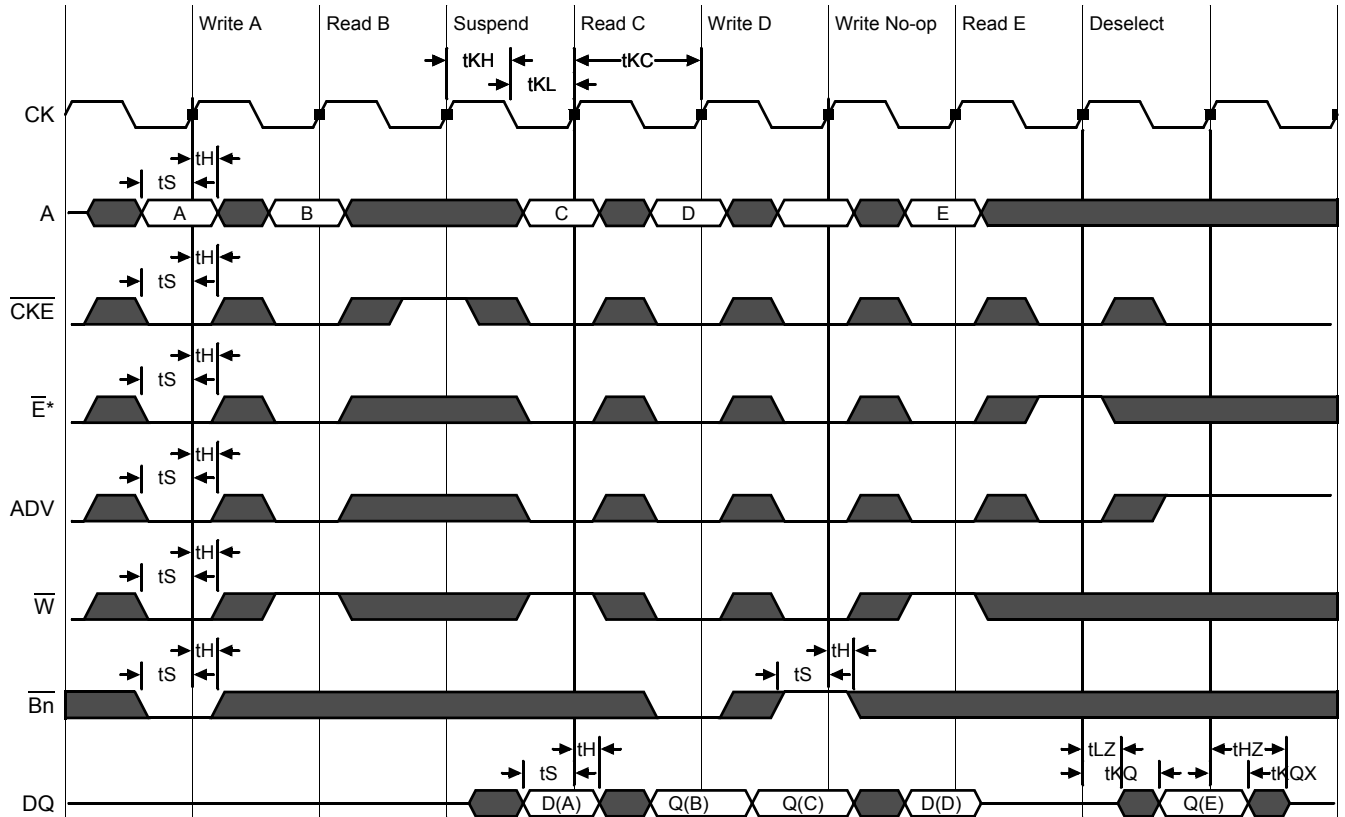 Write A Read B Suspend Read C Write D Write No-op Read E Deselect
tKH tKC
tKL
CK
tH
tS
A A B C D E
tH
tS
CKE
tH
tS
E*
tH
tS
ADV
tH
tS
W
tH tH
tS tS
Bn
tH tLZ tHZ
tS tKQ tKQX
DQ D(A) Q(B) Q(C) D(D) Q(E)